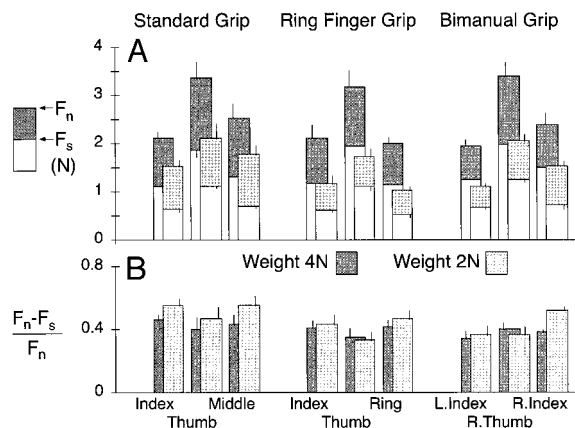 Standard Grip Ring Finger Grip Bimanual Grip
A
4
3
2
1
0
Fn
Fs
(N)
B
Weight 4N Weight 2N
0.8
0.4
0
Fn-Fs
Fn
Index Middle Index Ring L.Index R.Index
Thumb Thumb R.Thumb